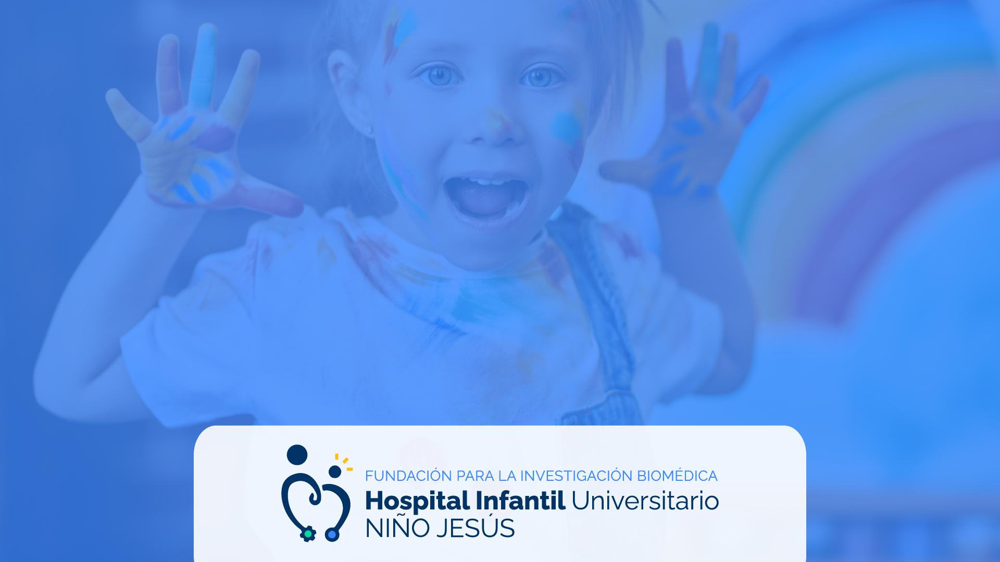 FUNDACIÓN PARA LA INVESTIGACIÓN BIOMÉDICA
Hospital Infantil Universitario
NIÑO JESÚS